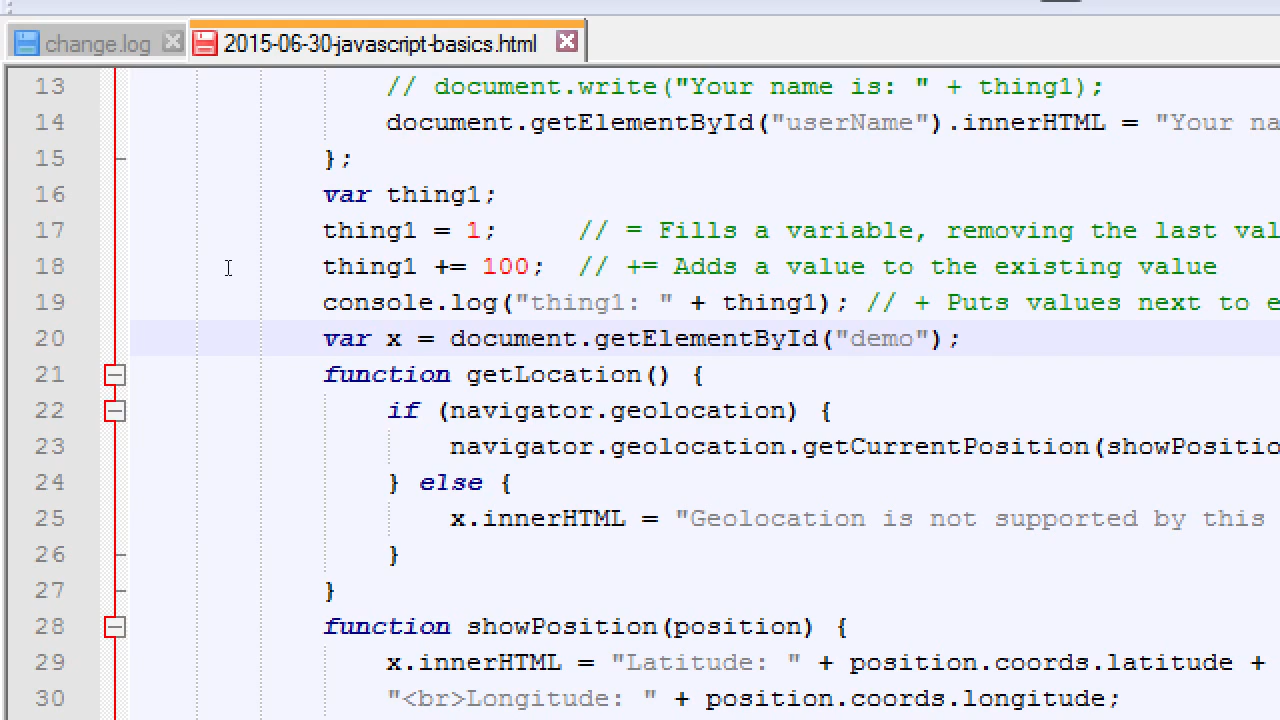 change.log 2015-06-30-javascript-basics.html
13 // document.write("Your name is: " + thing1);
14 document.getElementById("userName").innerHTML = "Your na
15 };
16 var thing1;
17 thing1 = 1; // = Fills a variable, removing the last val
18 thing1 += 100; // += Adds a value to the existing value
19 console.log("thing1: " + thing1); // + Puts values next to e
20 var x = document.getElementById("demo");
21 function getLocation() {
22 if (navigator.geolocation) {
23 navigator.geolocation.getCurrentPosition(showPositio
24 } else {
25 x.innerHTML = "Geolocation is not supported by this
26 }
27 }
28 function showPosition(position) {
29 x.innerHTML = "Latitude: " + position.coords.latitude +
30 "<br>Longitude: " + position.coords.longitude;